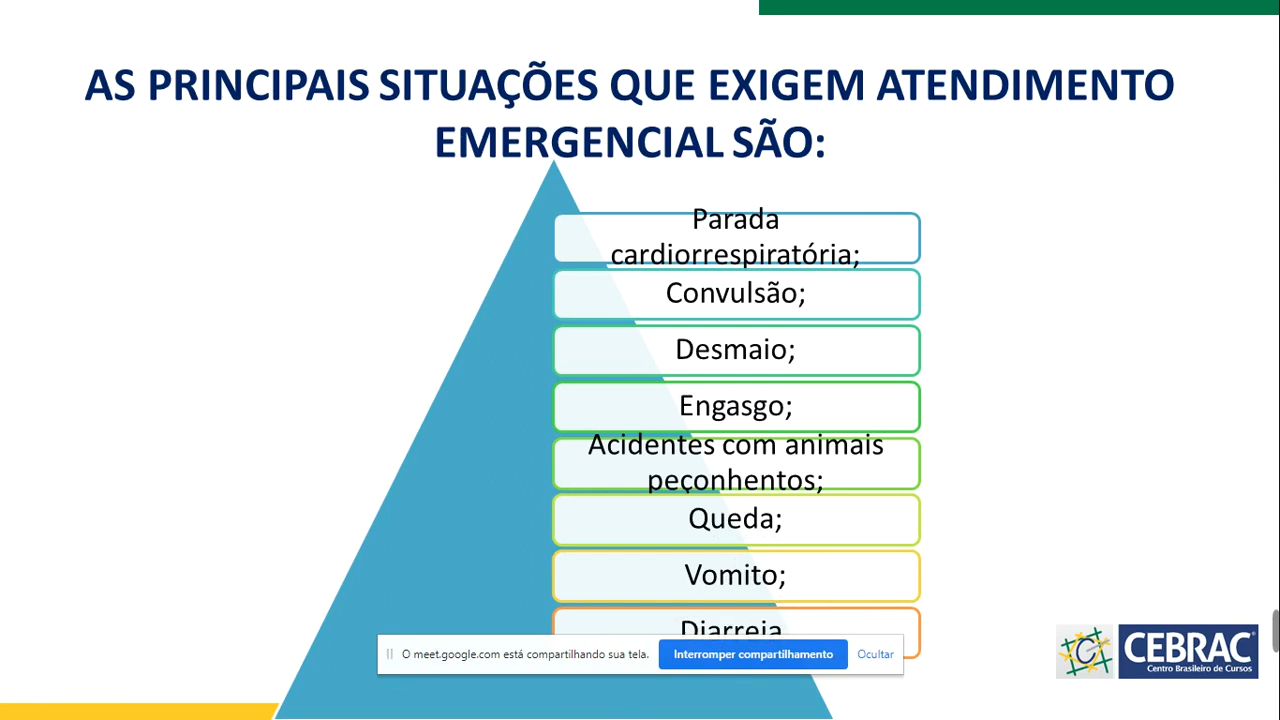 AS PRINCIPAIS SITUAÇÕES QUE EXIGEM ATENDIMENTO
EMERGENCIAL SÃO:
Parada
cardiorrespiratória;
Convulsão;
Desmaio;
Engasgo;
Acidentes com animais
peçonhentos;
Queda;
Vomito;
Diarreia
O meet.google.com está compartilhando sua tela.
Interromper compartilhamento
Ocultar
CEBRAC®
Centro Brasileiro de Cursos